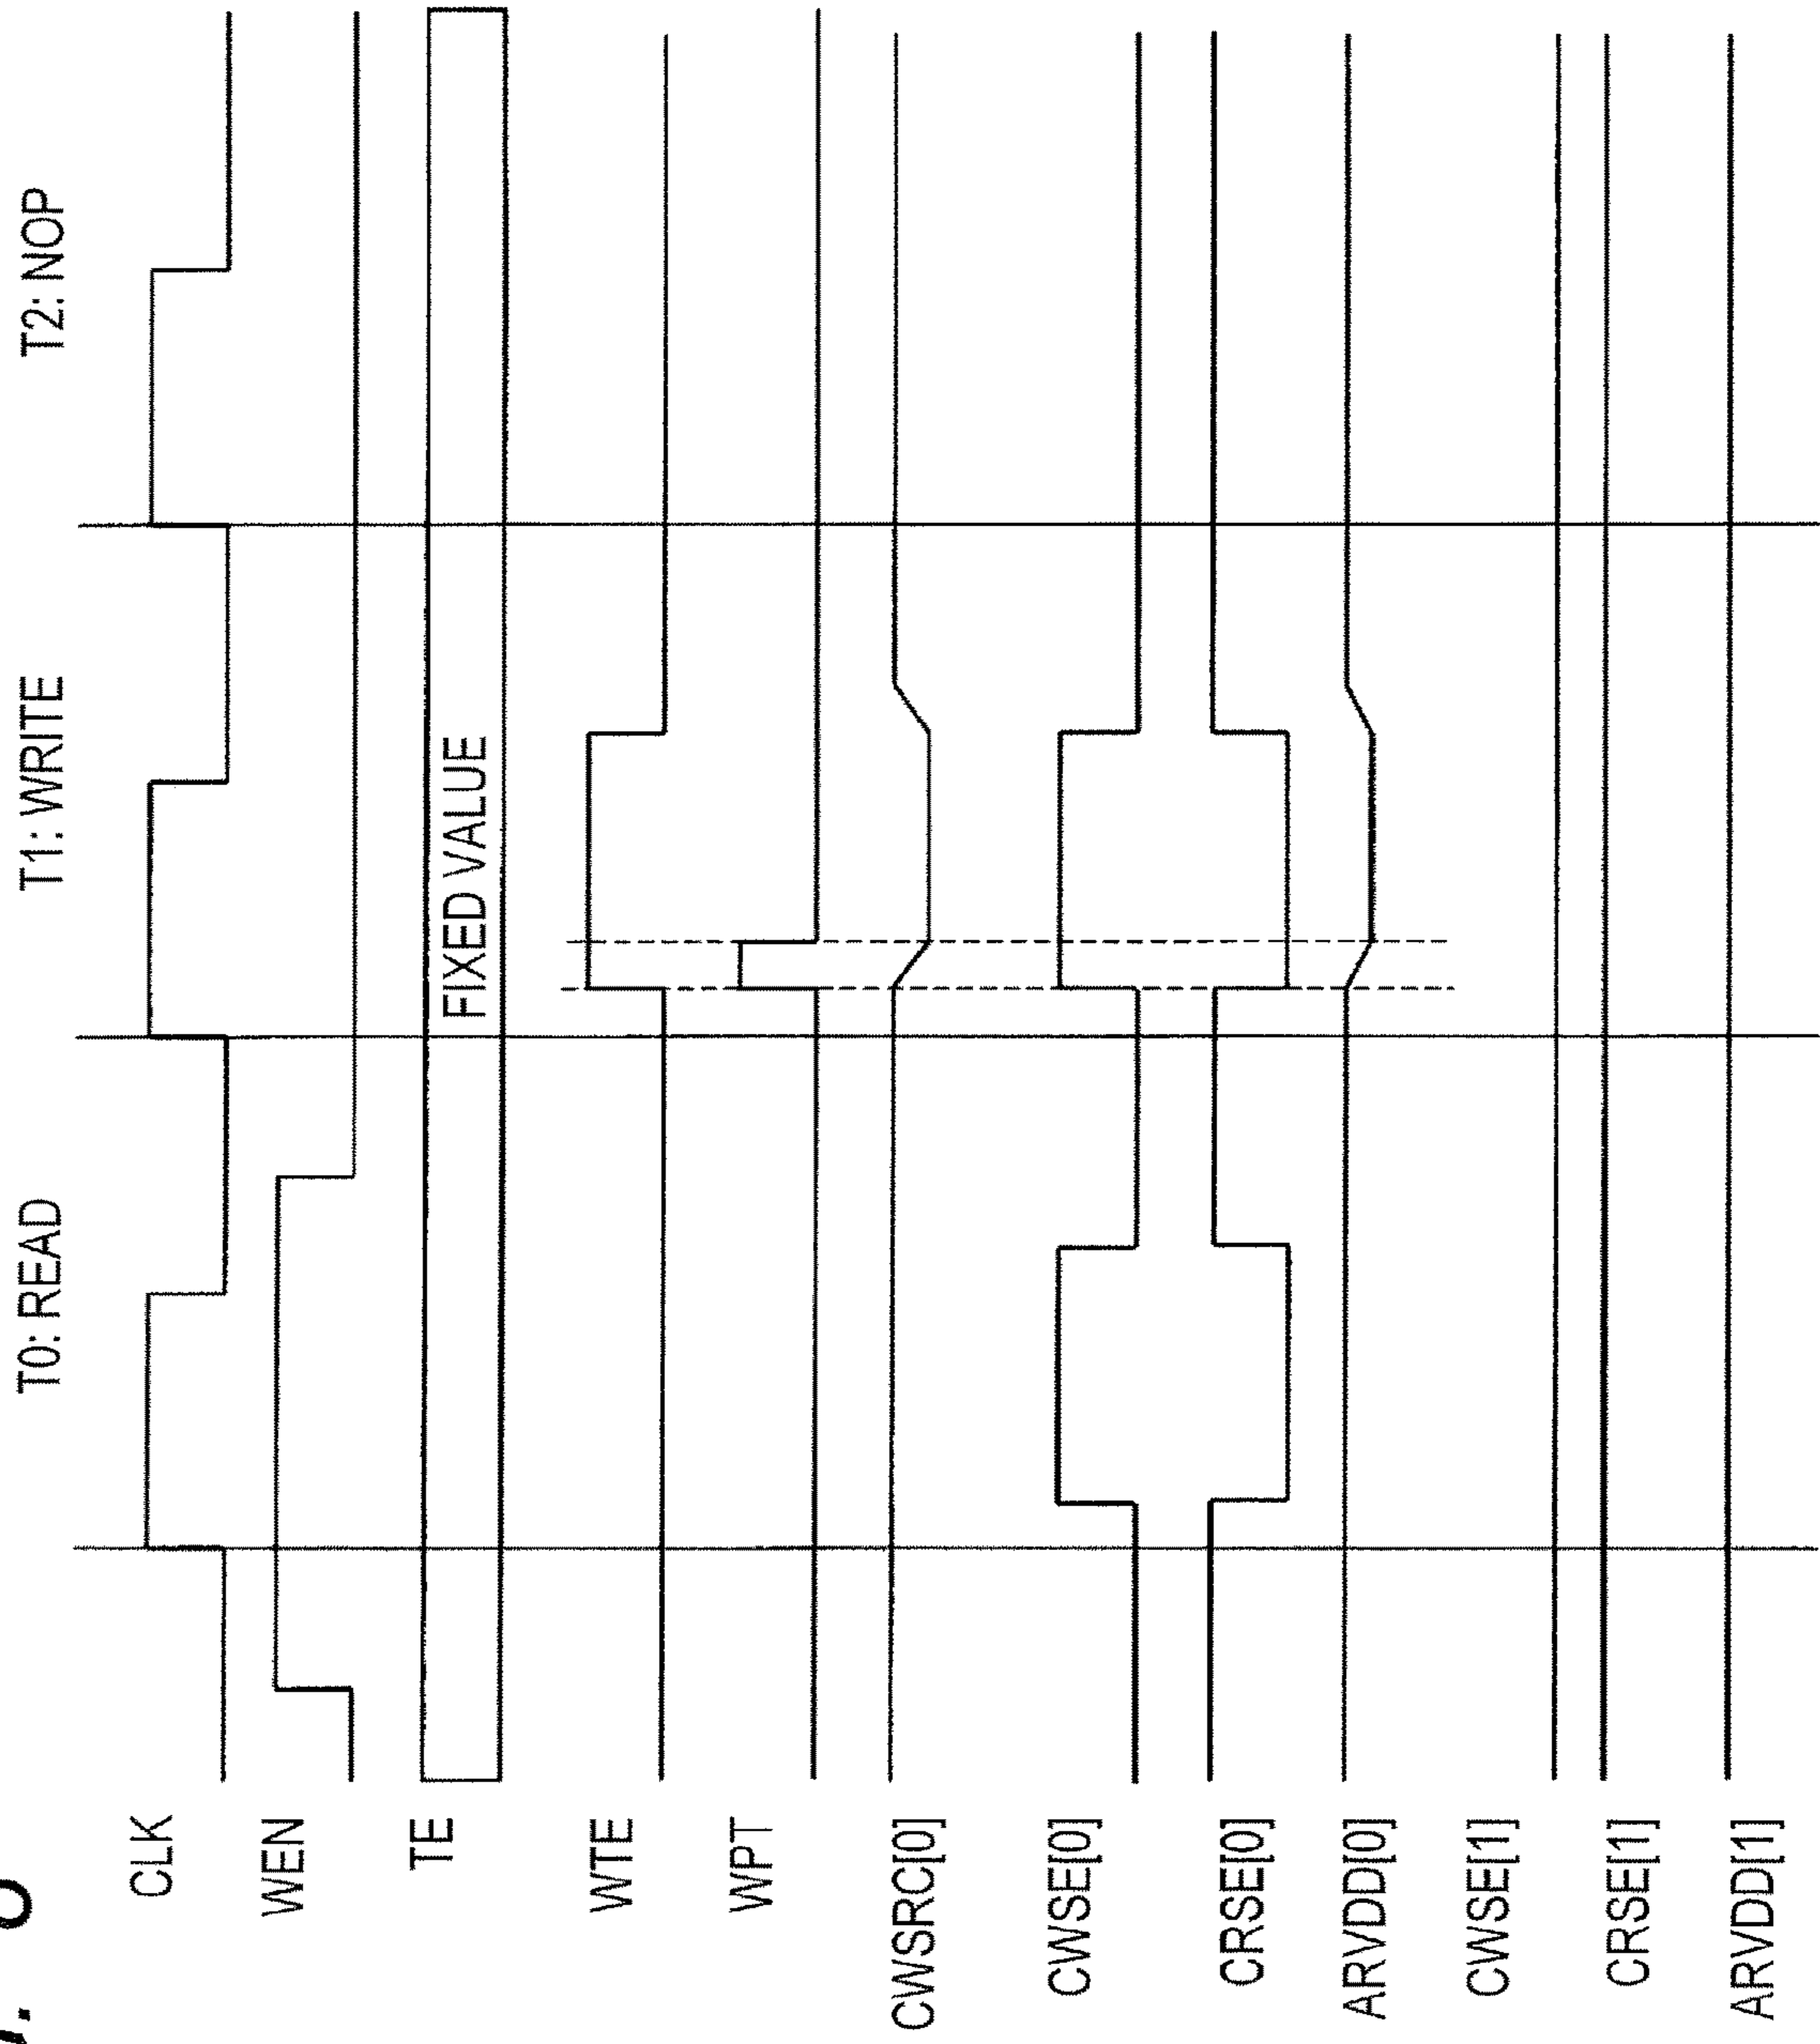 T0: READ
T1: WRITE
T2: NOP
CLK
WEN
TE
FIXED VALUE
WTE
WPT
CWSRC[0]
CWSE[0]
CRSE[0]
ARVDD[0]
CWSE[1]
CRSE[1]
ARVDD[1]